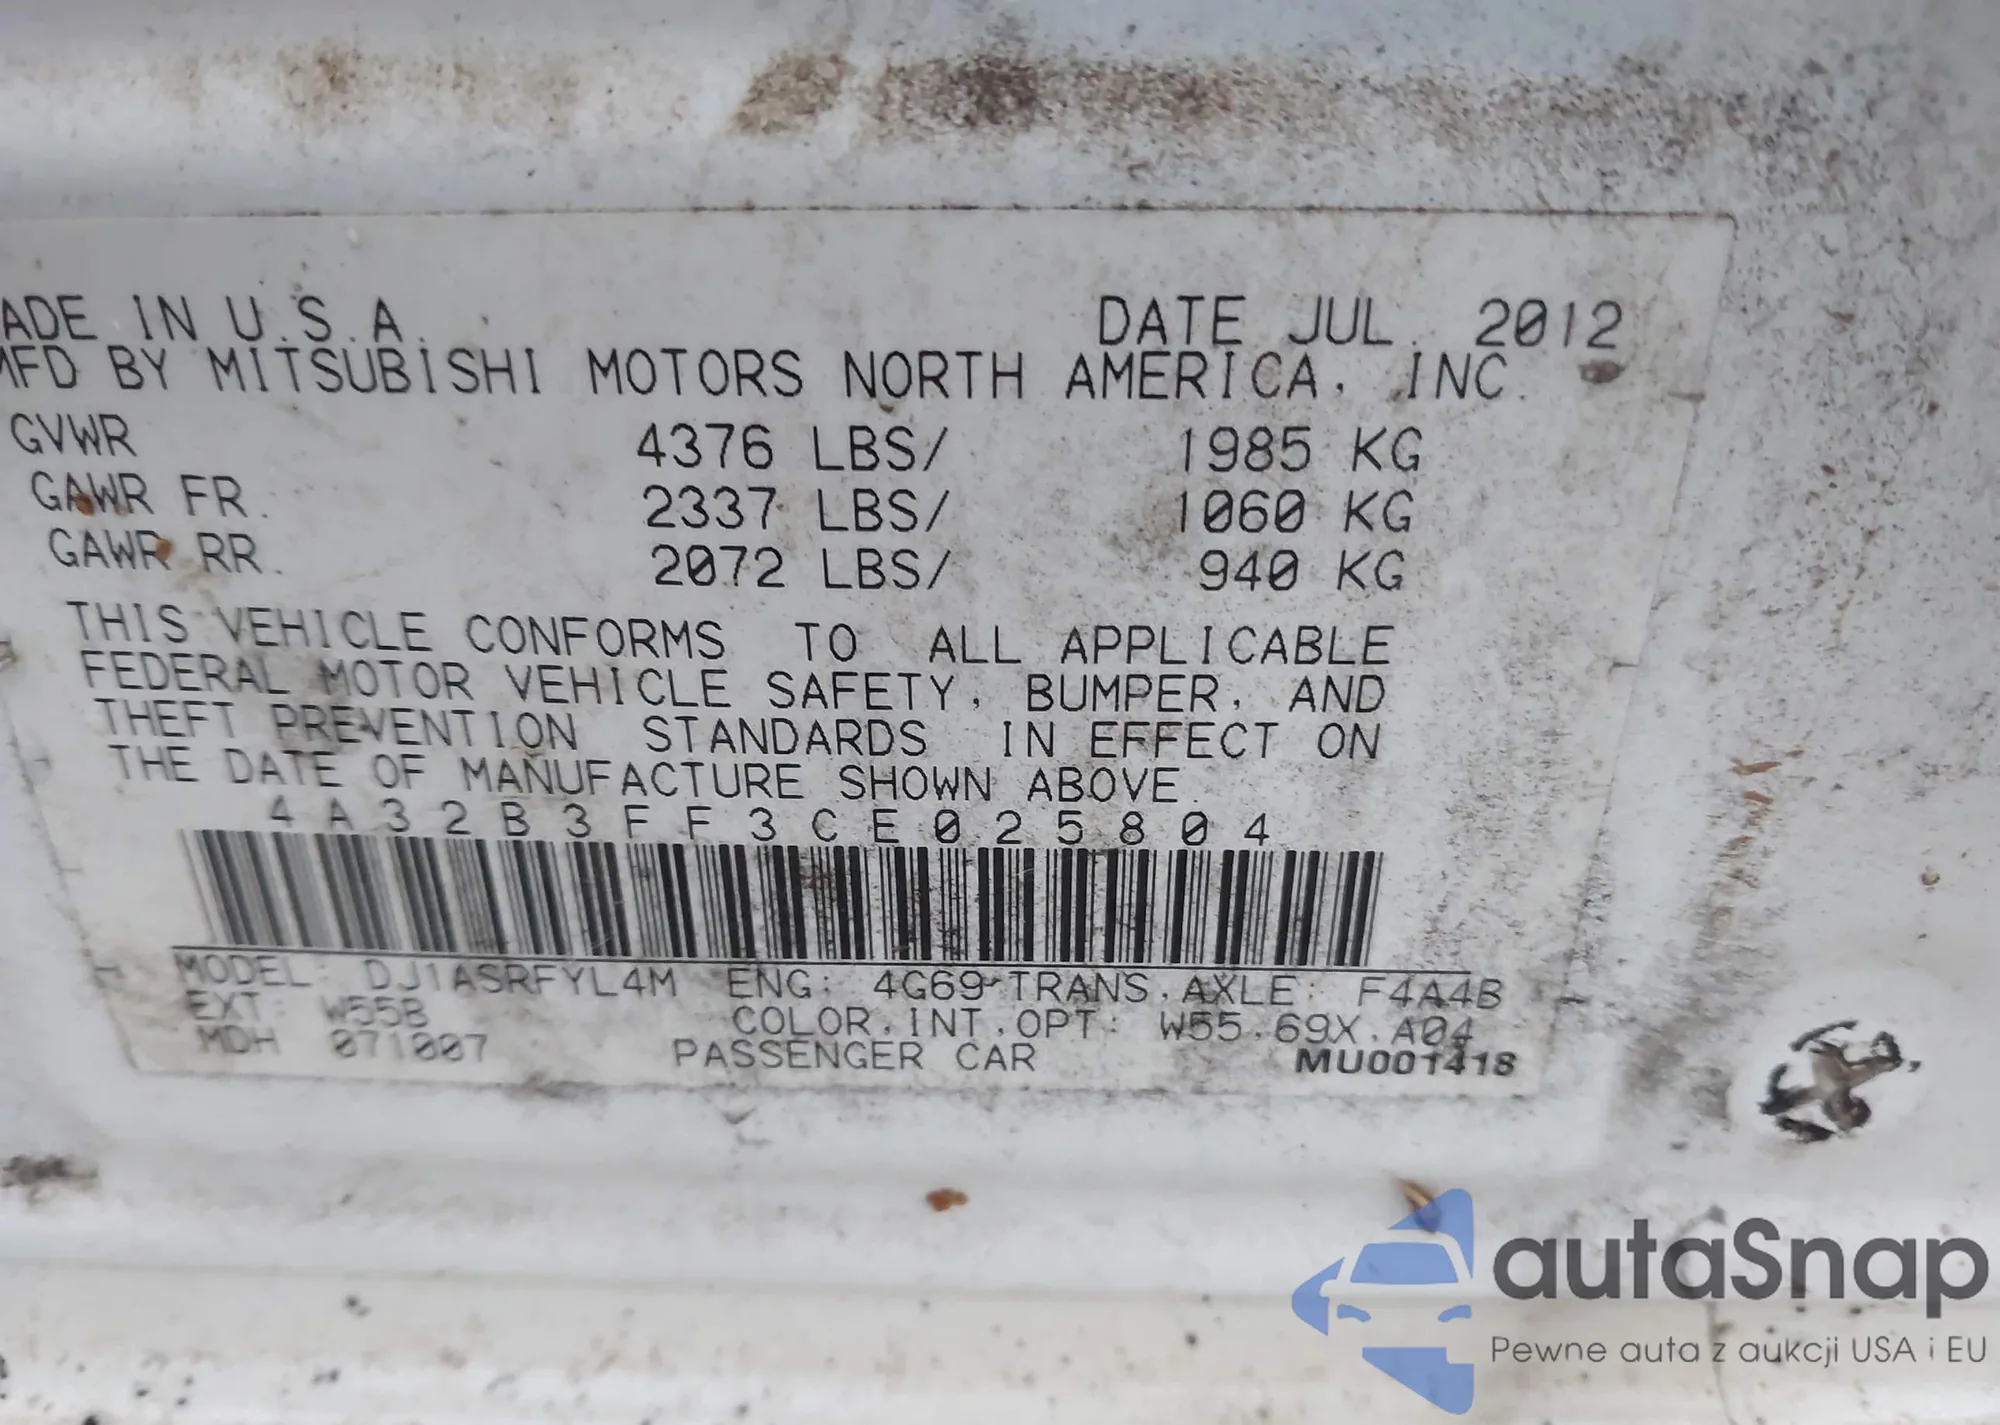 ADE IN U.S.A. DATE JUL. 2012
MFD BY MITSUBISHI MOTORS NORTH AMERICA, INC.
GVWR 4376 LBS/ 1985 KG
GAWR FR. 2337 LBS/ 1060 KG
GAWR RR. 2072 LBS/ 940 KG
THIS VEHICLE CONFORMS TO ALL APPLICABLE
FEDERAL MOTOR VEHICLE SAFETY, BUMPER, AND
THEFT PREVENTION STANDARDS IN EFFECT ON
THE DATE OF MANUFACTURE SHOWN ABOVE.
4A32B3FF3CE025804
MODEL: DJ1ASRFYL4M ENG: 4G69 TRANS.AXLE: F4A4B
EXT: W55B COLOR.INT.OPT: W55.69X.A04
MDH 071007 PASSENGER CAR MU001418
autaSnap
Pewne auta z aukcji USA i EU